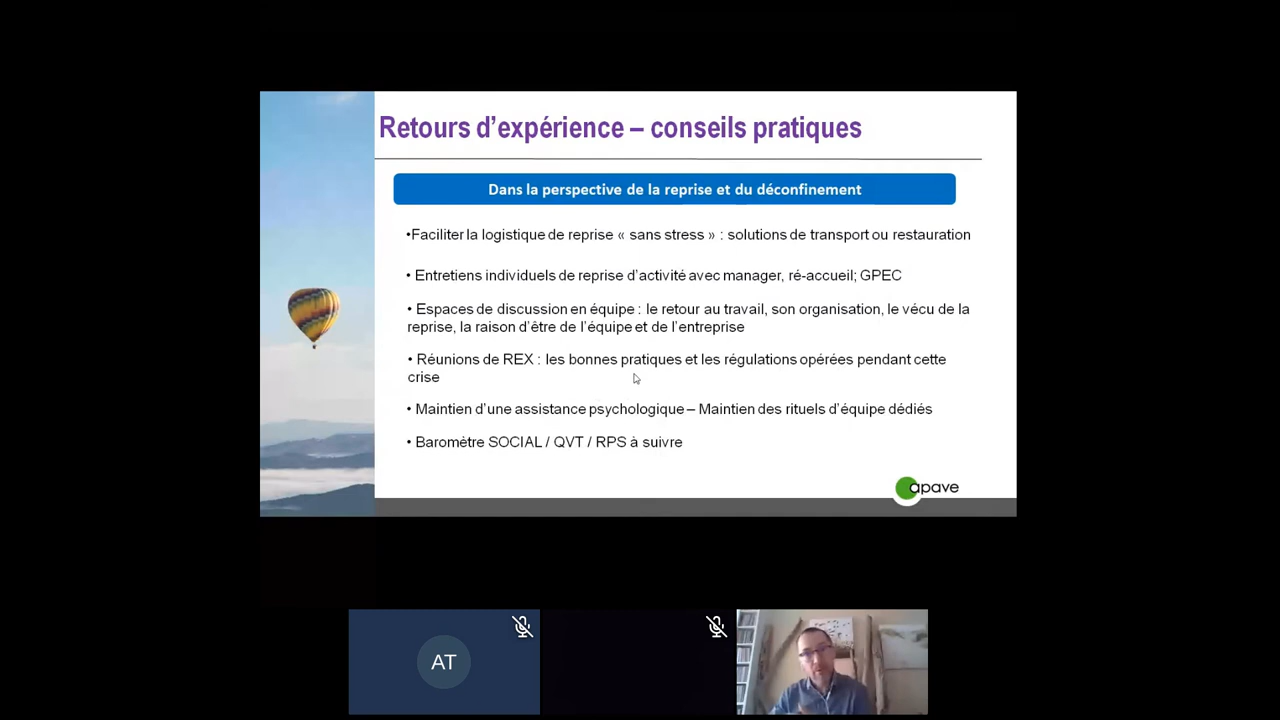 Retours d'expérience – conseils pratiques
Dans la perspective de la reprise et du déconfinement
•Faciliter la logistique de reprise « sans stress » : solutions de transport ou restauration
• Entretiens individuels de reprise d'activité avec manager, ré-accueil; GPEC
• Espaces de discussion en équipe : le retour au travail, son organisation, le vécu de la
reprise, la raison d'être de l'équipe et de l'entreprise
• Réunions de REX : les bonnes pratiques et les régulations opérées pendant cette
crise
• Maintien d'une assistance psychologique – Maintien des rituels d'équipe dédiés
• Baromètre SOCIAL / QVT / RPS à suivre
apave
AT